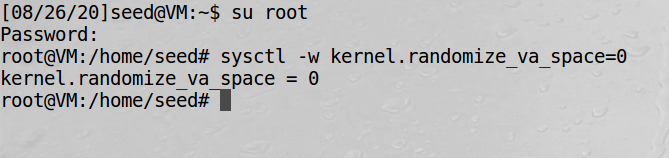 [08/26/20]seed@VM:~$ su root
Password:
root@VM:/home/seed# sysctl -w kernel.randomize_va_space=0
kernel.randomize_va_space = 0
root@VM:/home/seed#